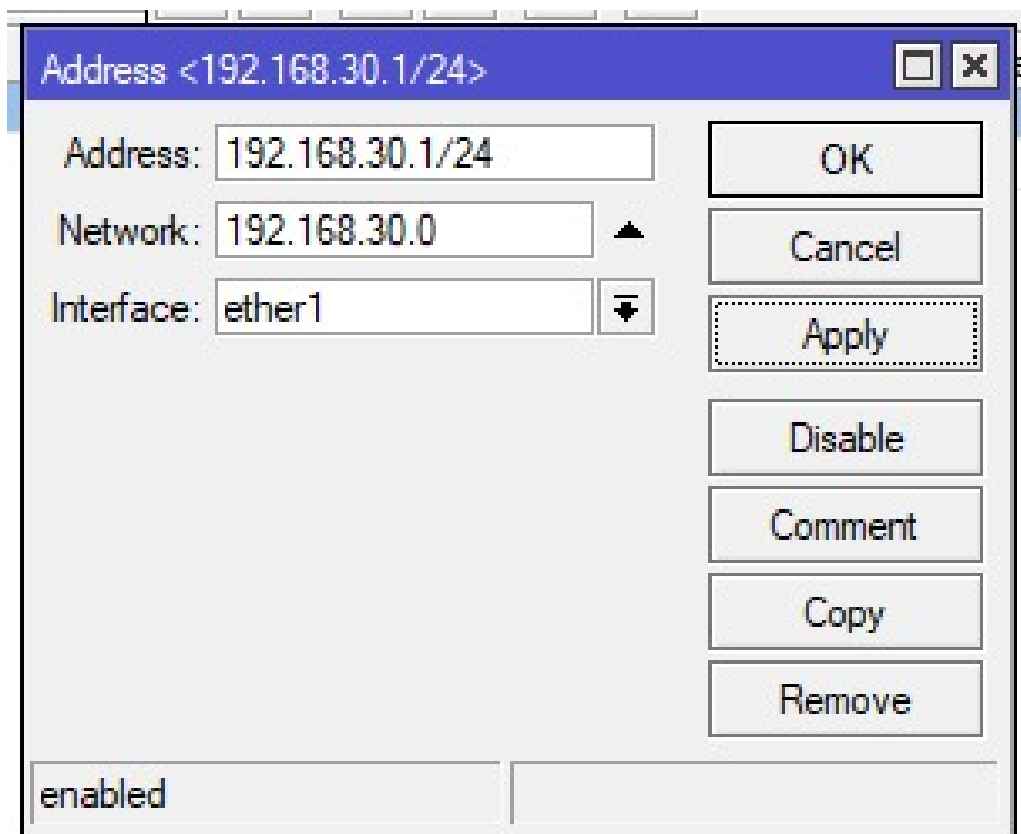 Address <192.168.30.1/24>
Address: 192.168.30.1/24
OK
Network: 192.168.30.0
Cancel
Interface: ether1
Apply
Disable
Comment
Copy
Remove
enabled